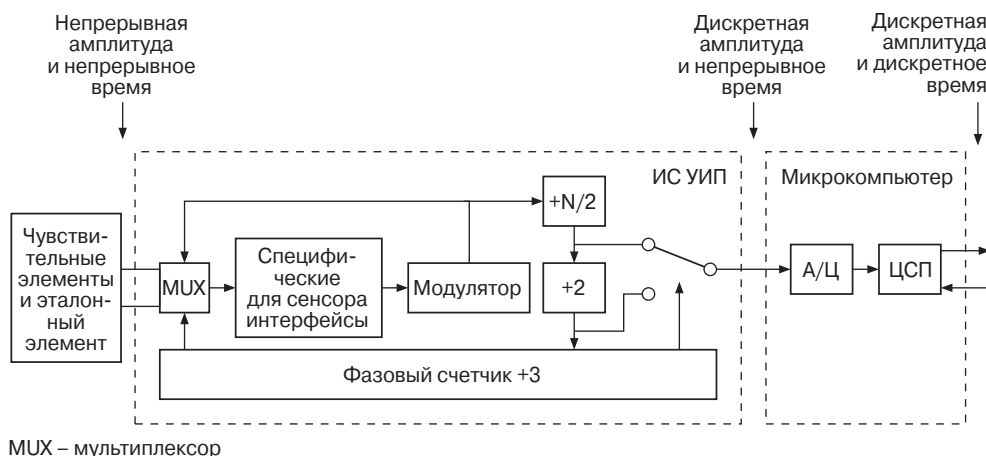 Непрерывная
амплитуда
и непрерывное
время
Дискретная
амплитуда
и непрерывное
время
Дискретная
амплитуда
и дискретное
время
ИС УИП
Микрокомпьютер
Чувстви-
тельные
элементы
и эталон-
ный
элемент
MUX
Специфи-
ческие
для сенсора
интерфейсы
Модулятор
+N/2
+2
А/Ц
ЦСП
Фазовый счетчик +3
MUX – мультиплексор